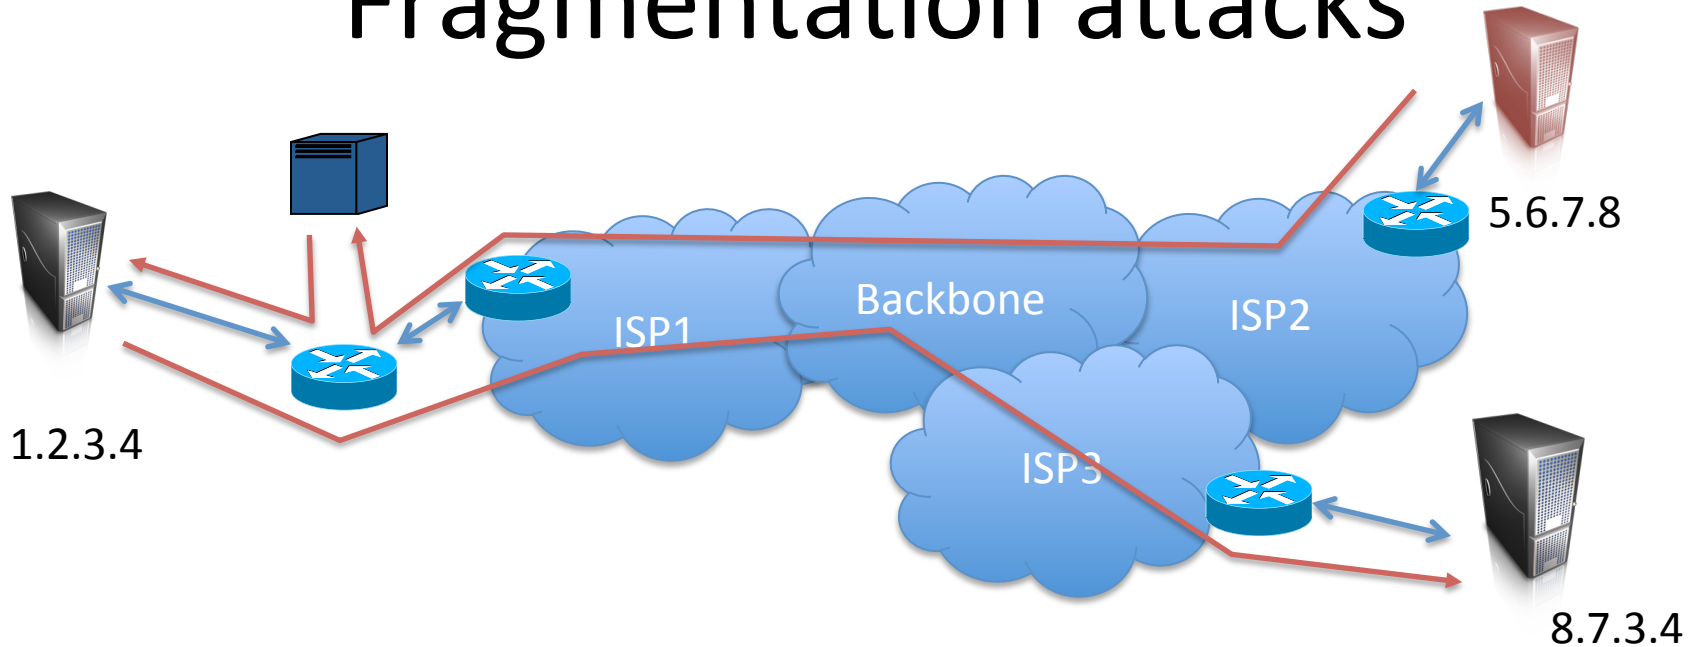 Fragmentation attacks
5.6.7.8
Backbone
ISP1
ISP2
1.2.3.4
ISP3
8.7.3.4